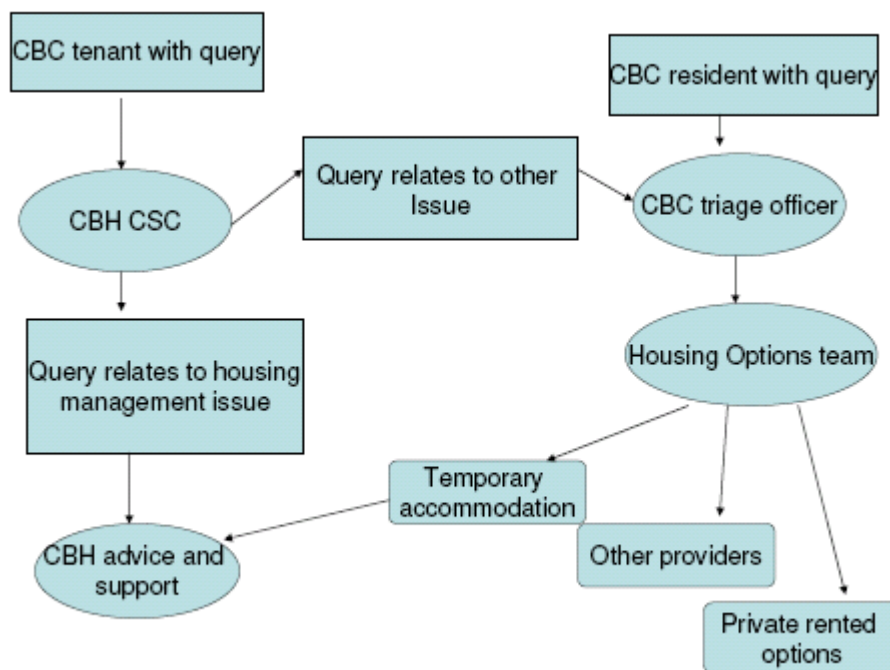 CBC tenant with query
CBC resident with query
Query relates to other
Issue
CBH CSC
CBC triage officer
Query relates to housing
management issue
Housing Options team
Temporary
accommodation
CBH advice and
support
Other providers
Private rented
options